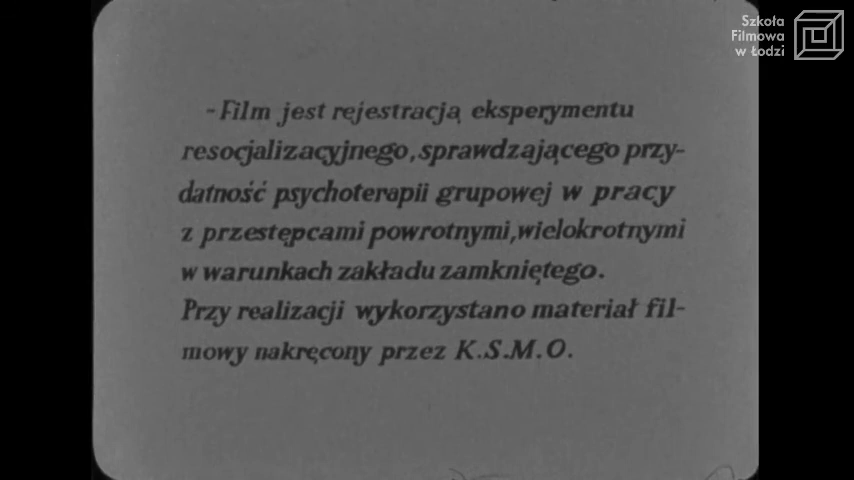 Szkoła
Filmowa
w Łodzi
-Film jest rejestracją eksperymentu
resocjalizacyjnego, sprawdzającego przy-
datność psychoterapii grupowej w pracy
z przestępcami powrotnymi, wielokrotnymi
w warunkach zakładu zamkniętego.
Przy realizacji wykorzystano materiał fil-
mowy nakręcony przez K.S.M.O.